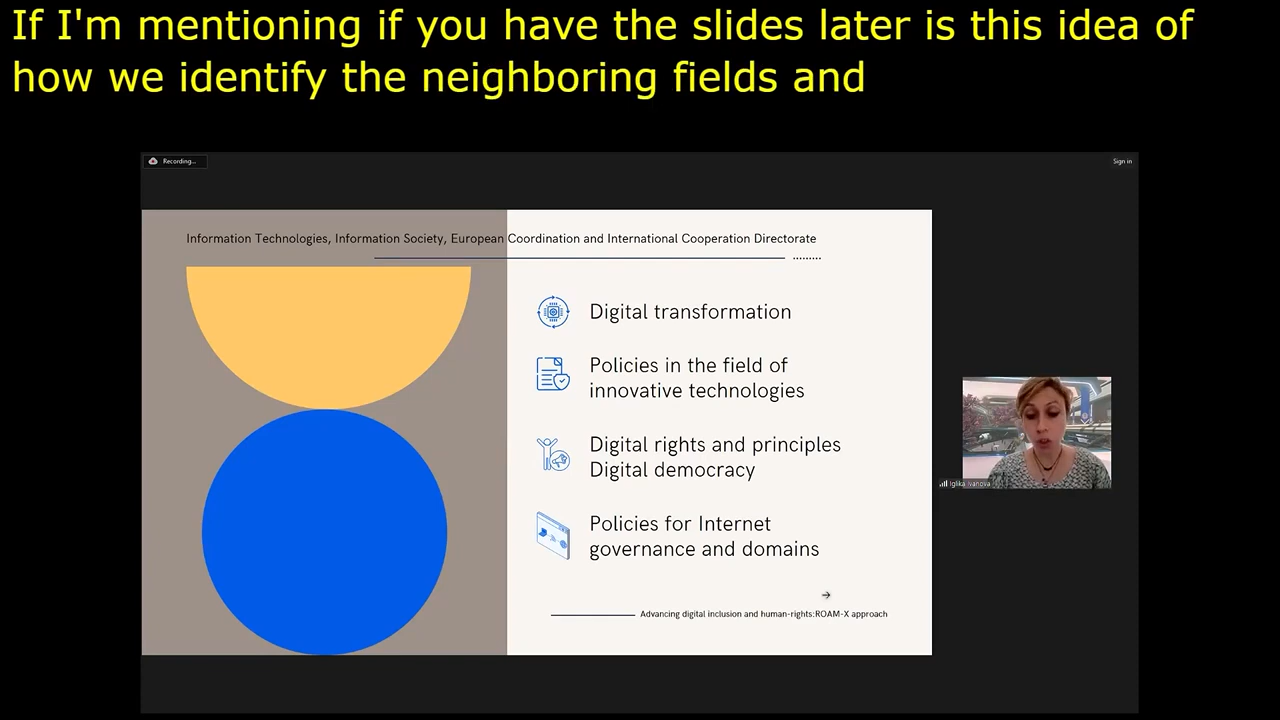 If I'm mentioning if you have the slides later is this idea of
how we identify the neighboring fields and
Recording...
Sign in
Information Technologies, Information Society, European Coordination and International Cooperation Directorate
Digital transformation
Policies in the field of
innovative technologies
Digital rights and principles
Digital democracy
Iglika Ivanova
Policies for Internet
governance and domains
Advancing digital inclusion and human-rights:ROAM-X approach